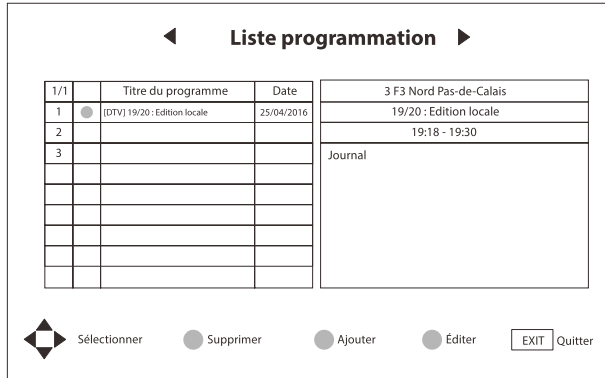 Liste programmation
1/1 Titre du programme Date
1 [DTV] 19/20 : Edition locale 25/04/2016
2
3
3 F3 Nord Pas-de-Calais
19/20 : Edition locale
19:18 - 19:30
Journal
Sélectionner Supprimer Ajouter Éditer EXIT Quitter